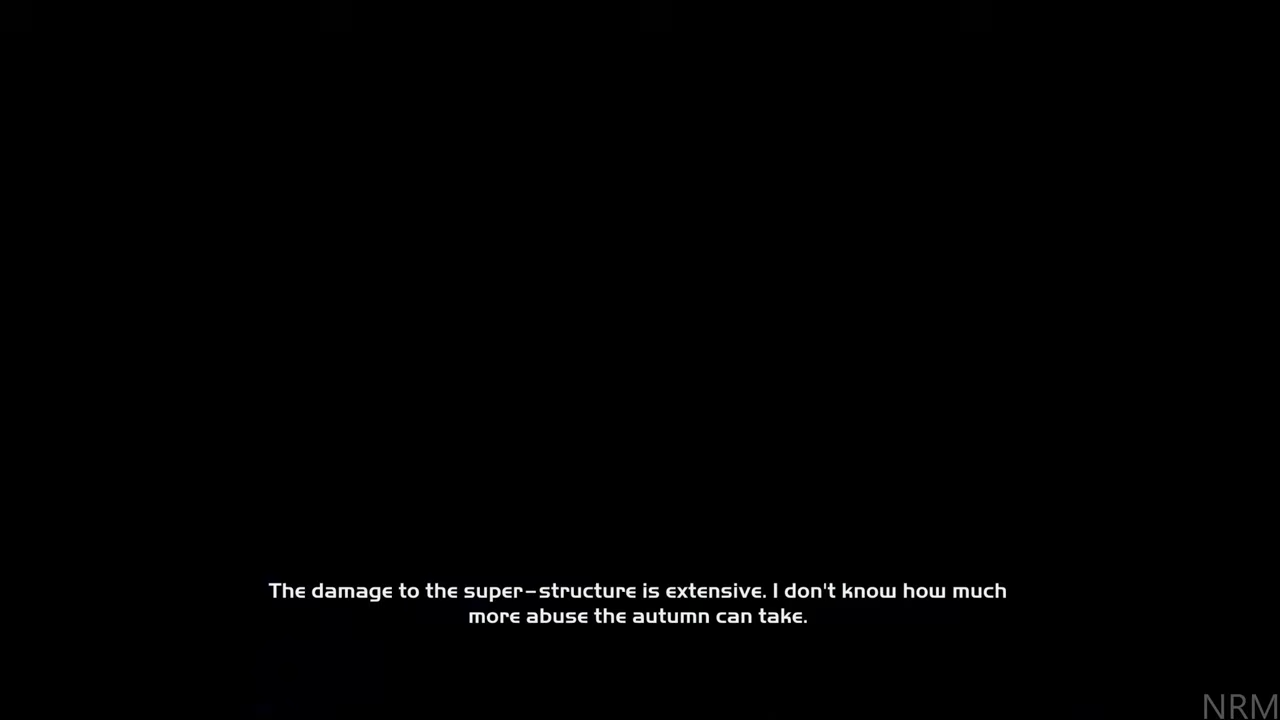 The damage to the super-structure is extensive. I don't know how much
more abuse the autumn can take.
NRM